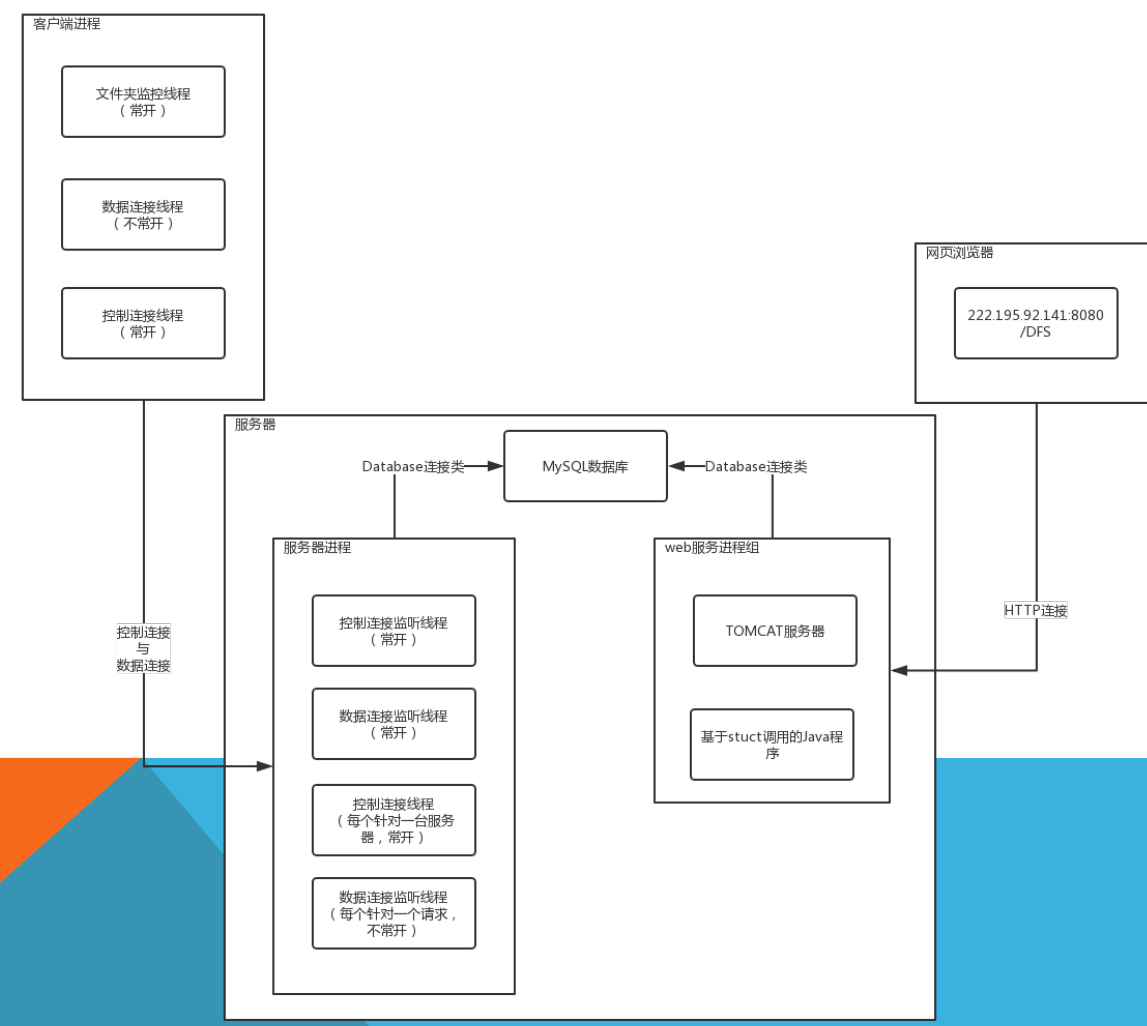 客户端进程
文件夹监控线程
（常开）
数据连接线程
（不常开）
控制连接线程
（常开）
网页浏览器
222.195.92.141:8080
/DFS
服务器
Database连接类
MySQL数据库
Database连接类
服务器进程
控制连接监听线程
（常开）
数据连接监听线程
（常开）
控制连接线程
（每个针对一台服务
器，常开）
数据连接监听线程
（每个针对一个请求，
不常开）
web服务进程组
TOMCAT服务器
基于stuct调用的Java程
序
HTTP连接
控制连接
与
数据连接